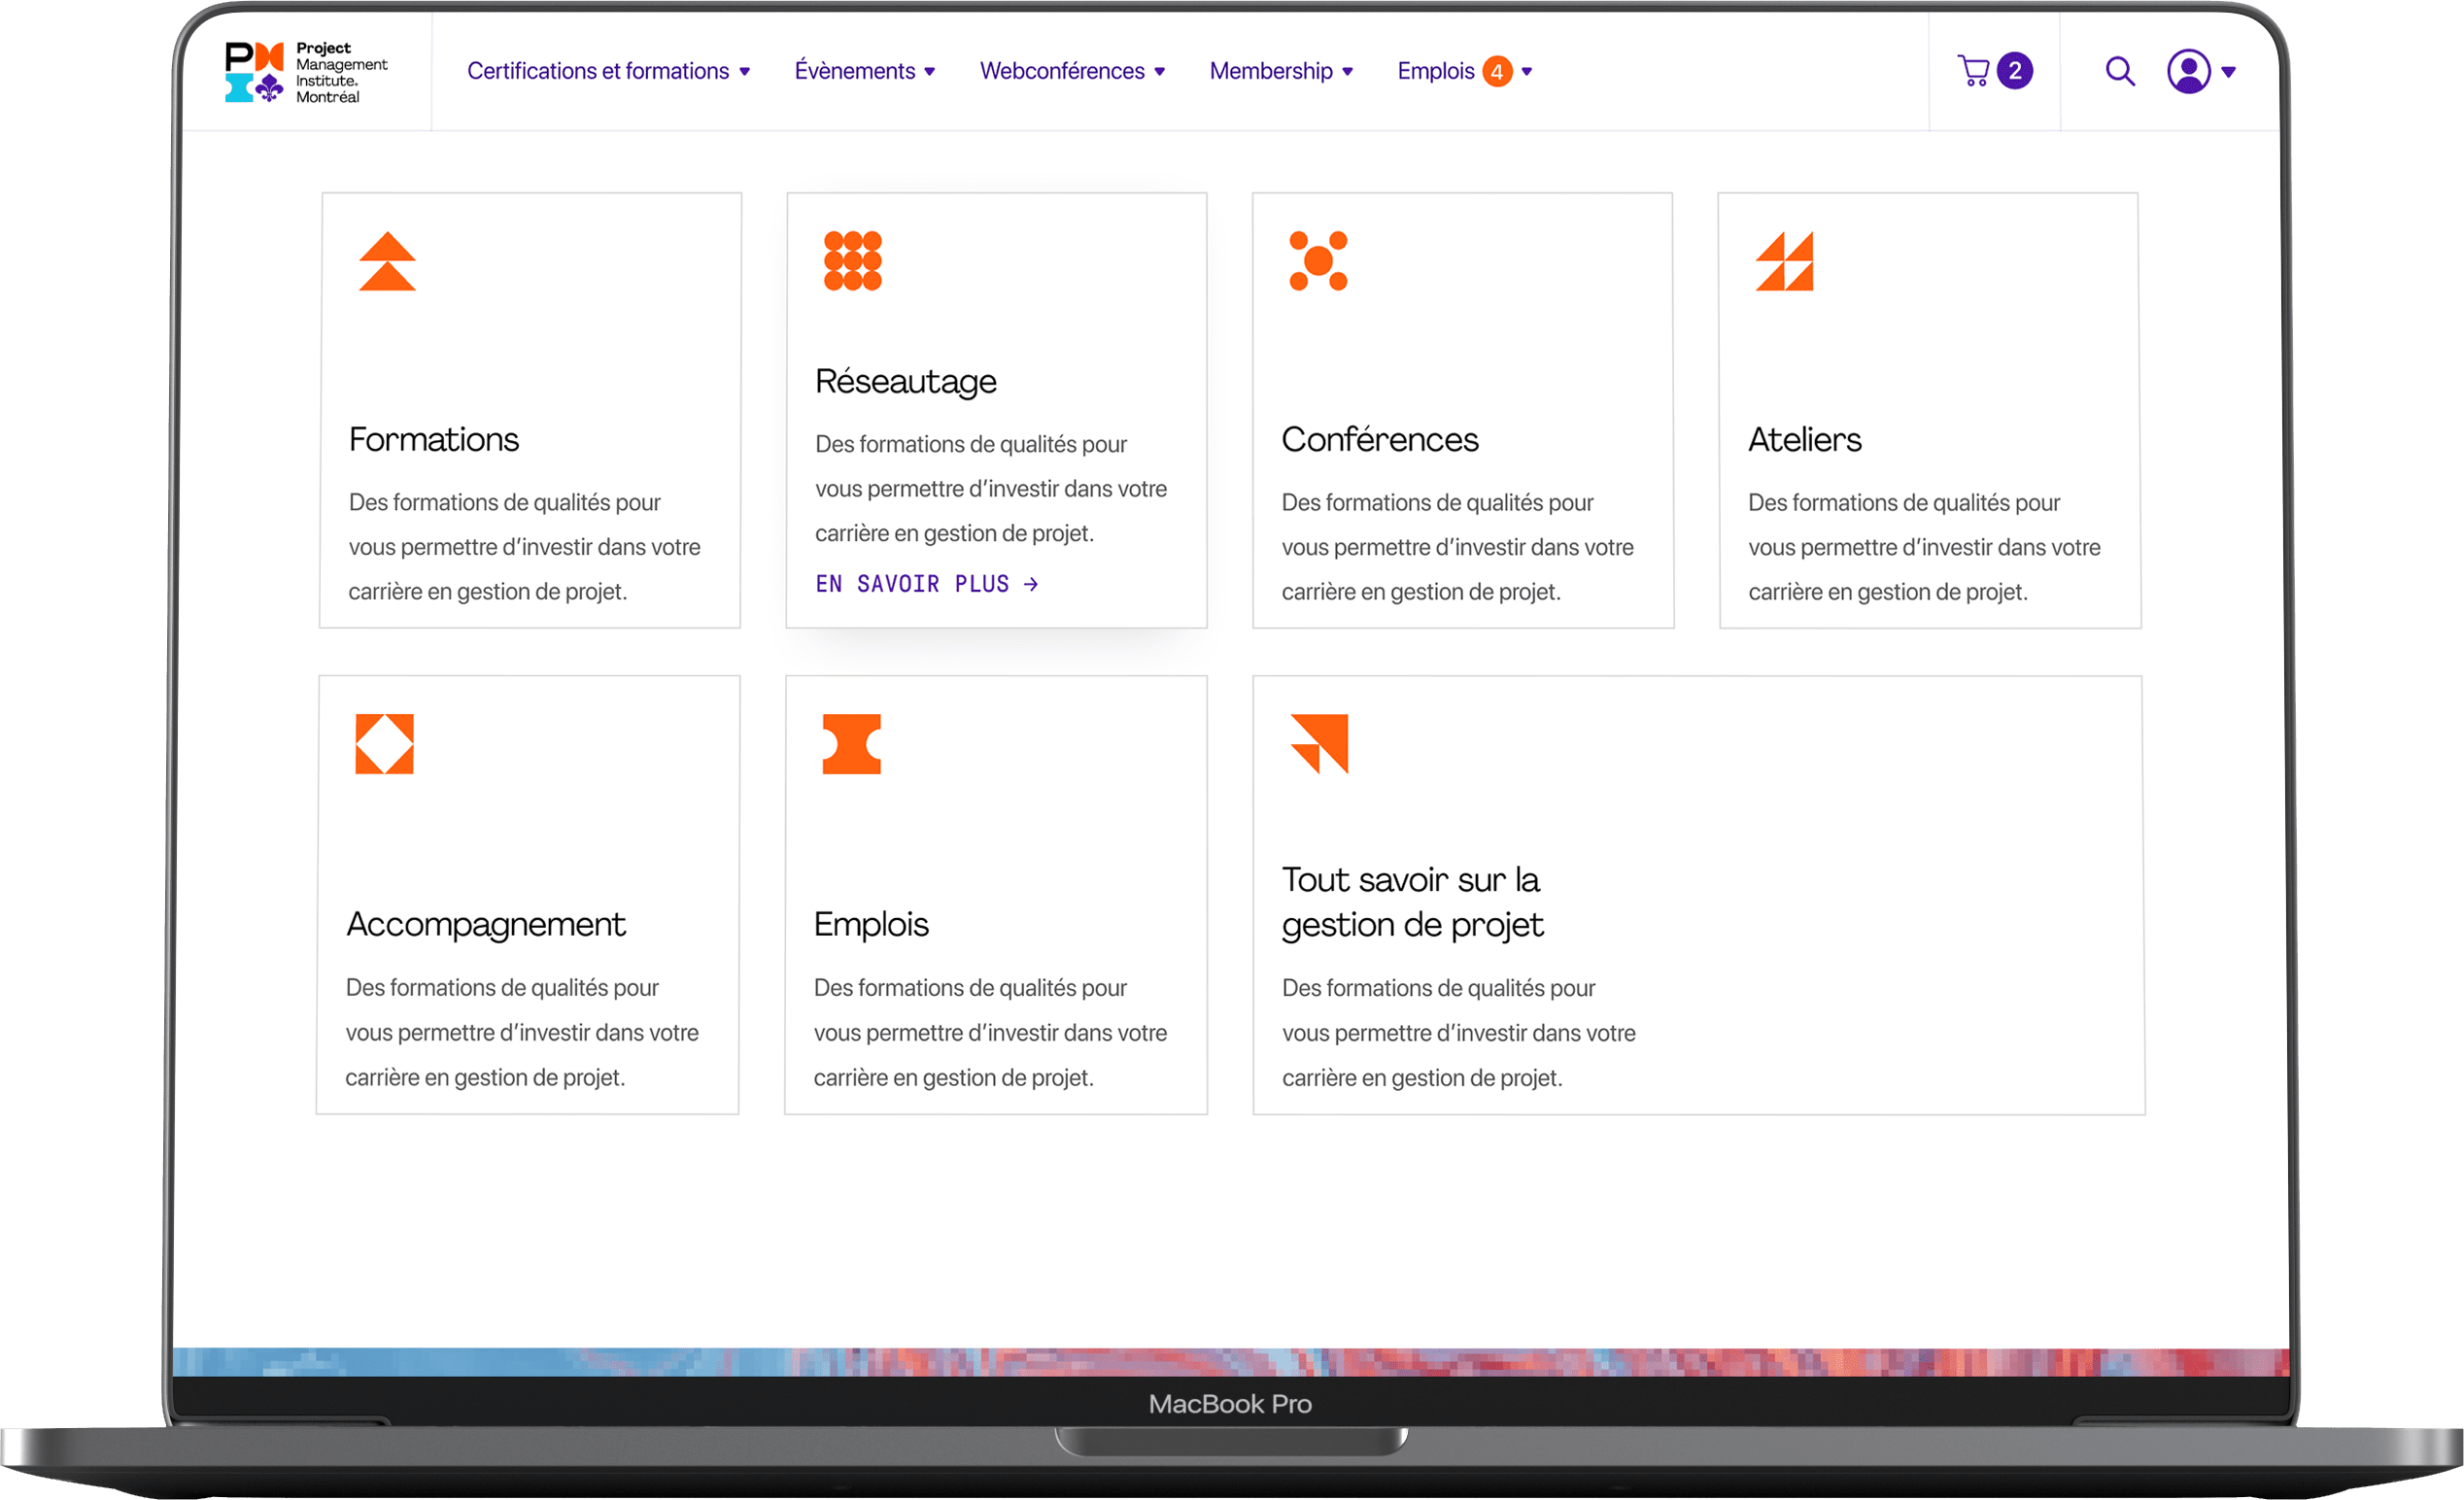 Project
Management
Institute.
Montréal
Certifications et formations
Évènements
Webconférences
Membership
Emplois 4
2
Formations
Des formations de qualités pour
vous permettre d’investir dans votre
carrière en gestion de projet.
Réseautage
Des formations de qualités pour
vous permettre d’investir dans votre
carrière en gestion de projet.
EN SAVOIR PLUS →
Conférences
Des formations de qualités pour
vous permettre d’investir dans votre
carrière en gestion de projet.
Ateliers
Des formations de qualités pour
vous permettre d’investir dans votre
carrière en gestion de projet.
Accompagnement
Des formations de qualités pour
vous permettre d’investir dans votre
carrière en gestion de projet.
Emplois
Des formations de qualités pour
vous permettre d’investir dans votre
carrière en gestion de projet.
Tout savoir sur la
gestion de projet
Des formations de qualités pour
vous permettre d’investir dans votre
carrière en gestion de projet.
MacBook Pro